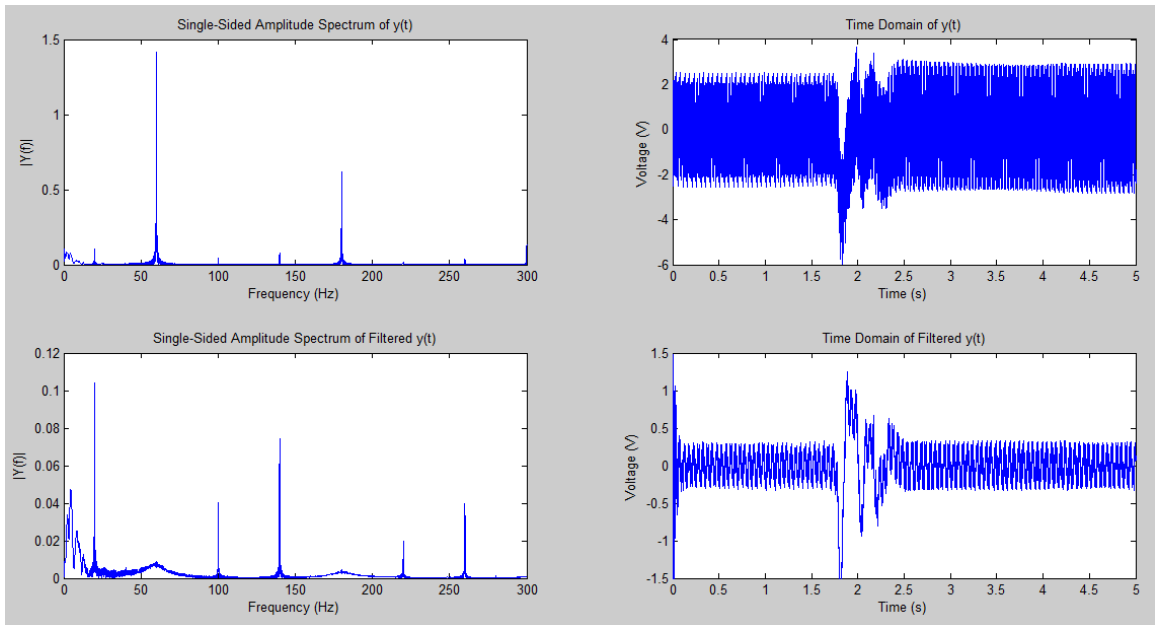 Single-Sided Amplitude Spectrum of y(t)
1.5
1
0.5
0
|Y(f)|
0 50 100 150 200 250 300
Frequency (Hz)
Time Domain of y(t)
4
2
0
-2
-4
-6
Voltage (V)
0 0.5 1 1.5 2 2.5 3 3.5 4 4.5 5
Time (s)
Single-Sided Amplitude Spectrum of Filtered y(t)
0.12
0.1
0.08
0.06
0.04
0.02
0
|Y(f)|
0 50 100 150 200 250 300
Frequency (Hz)
Time Domain of Filtered y(t)
1.5
1
0.5
0
-0.5
-1
-1.5
Voltage (V)
0 0.5 1 1.5 2 2.5 3 3.5 4 4.5 5
Time (s)